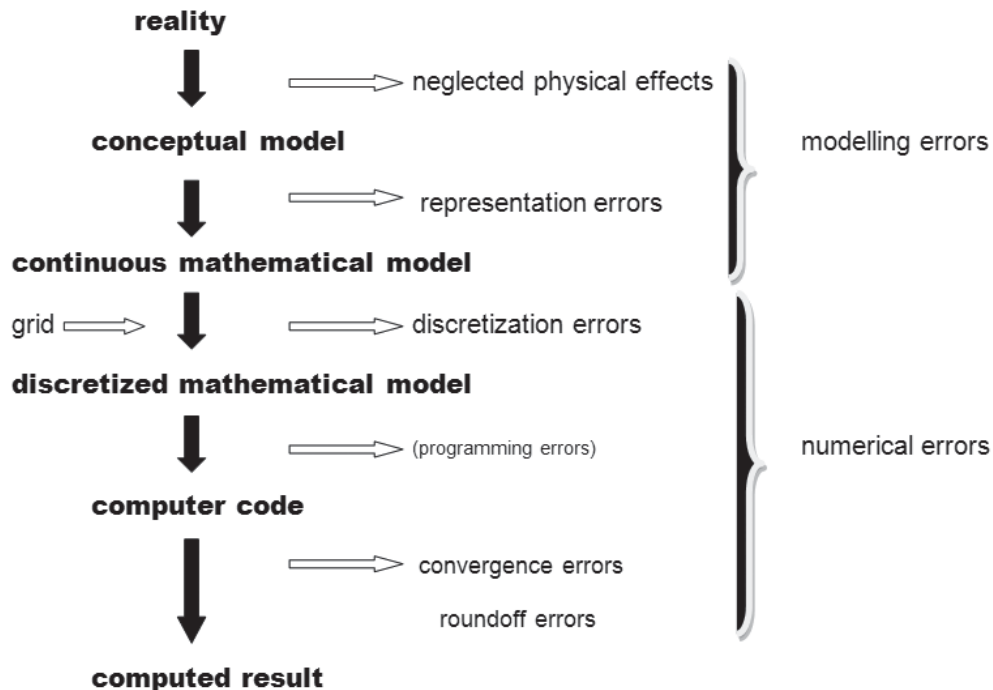 reality
neglected physical effects
conceptual model
modelling errors
representation errors
continuous mathematical model
grid
discretization errors
discretized mathematical model
(programming errors)
numerical errors
computer code
convergence errors
roundoff errors
computed result